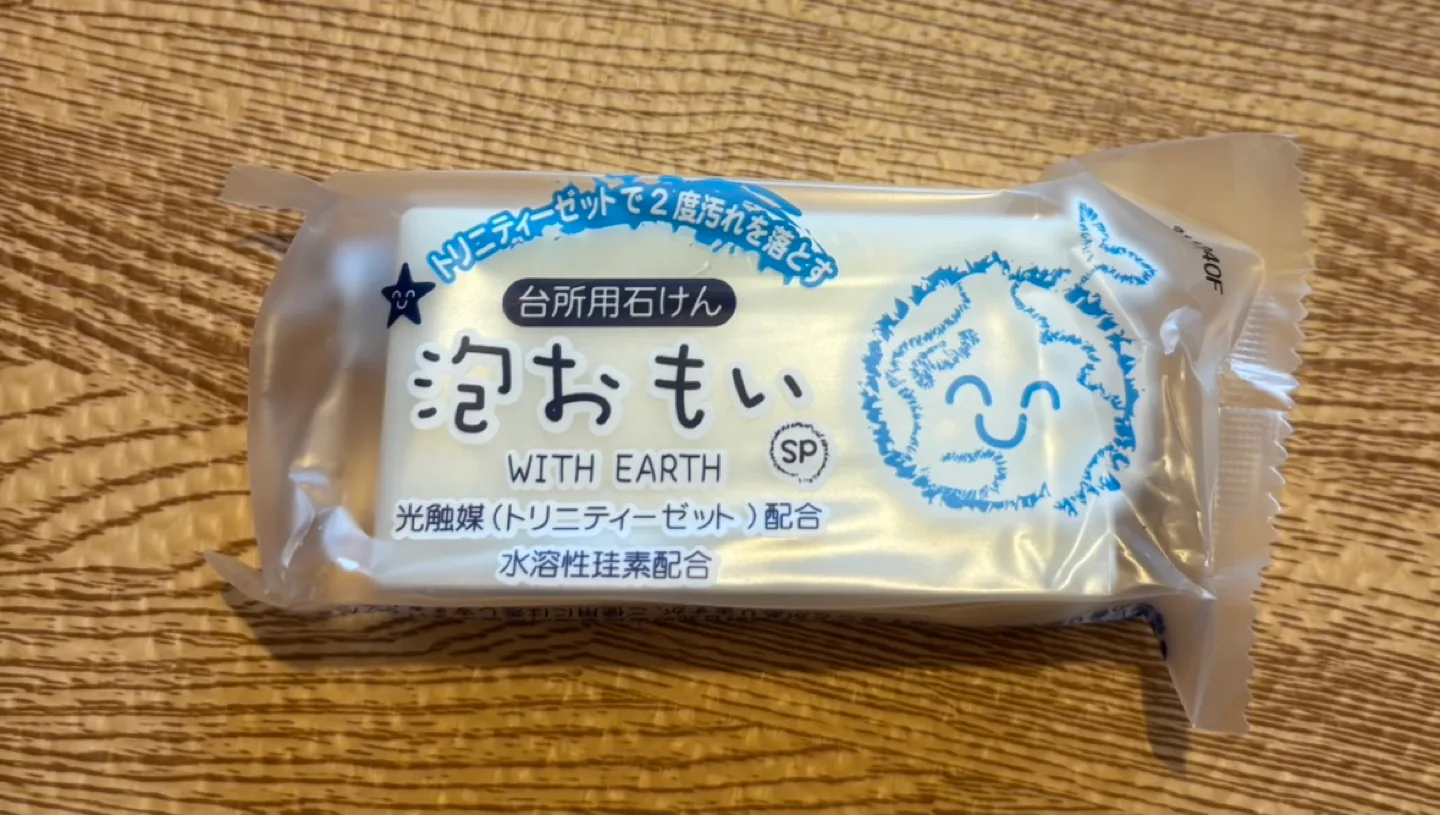 トリニティーゼットで2度汚れを落とす
台所用石けん
泡おもい
SP
WITH EARTH
光触媒(トリニティーゼット)配合
水溶性珪素配合
40F